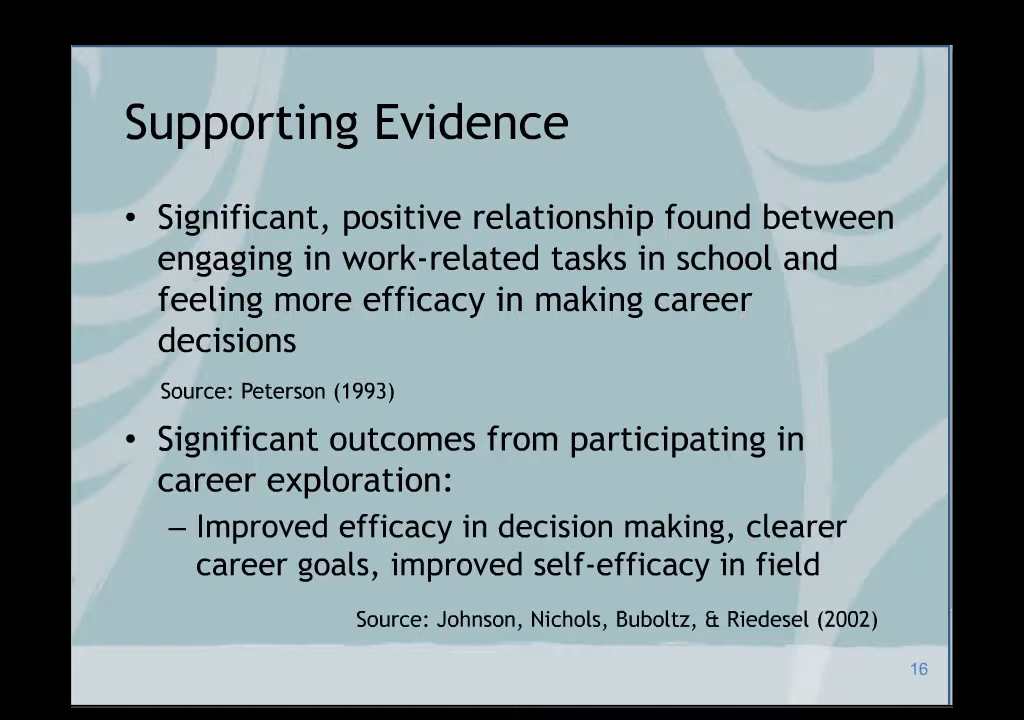 Supporting Evidence
• Significant, positive relationship found between
engaging in work-related tasks in school and
feeling more efficacy in making career
decisions
Source: Peterson (1993)
• Significant outcomes from participating in
career exploration:
– Improved efficacy in decision making, clearer
career goals, improved self-efficacy in field
Source: Johnson, Nichols, Buboltz, & Riedesel (2002)
16